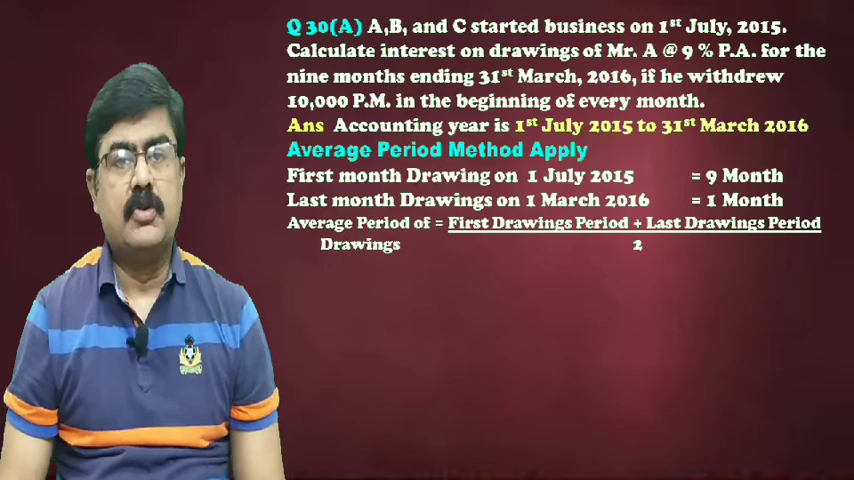 Q 30(A) A,B, and C started business on 1st July, 2015.
Calculate interest on drawings of Mr. A @ 9 % P.A. for the
nine months ending 31st March, 2016, if he withdrew
10,000 P.M. in the beginning of every month.
Ans Accounting year is 1st July 2015 to 31st March 2016
Average Period Method Apply
First month Drawing on 1 July 2015 = 9 Month
Last month Drawings on 1 March 2016 = 1 Month
Average Period of = First Drawings Period + Last Drawings Period
Drawings 2